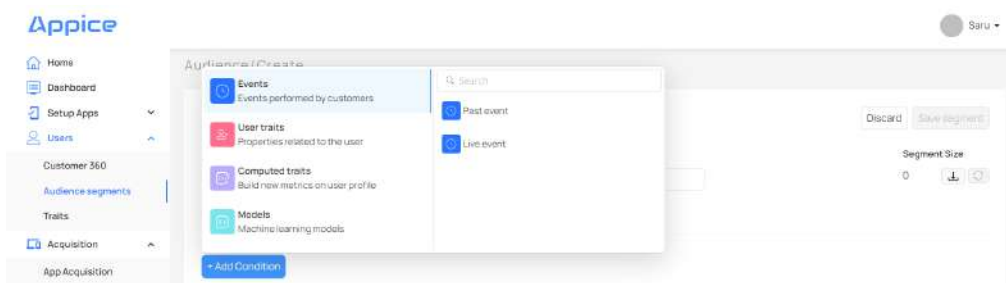 Appice
Saru
Home
Dashboard
Setup Apps
Users
Customer 360
Audience segments
Traits
Acquisition
App Acquisition
Audience/Create
Events
Events performed by customers
User traits
Properties related to the user
Computed traits
Build new metrics on user profile
Models
Machine learning models
+ Add Condition
Search
Past event
Live event
Discard
Save segment
Segment Size
0